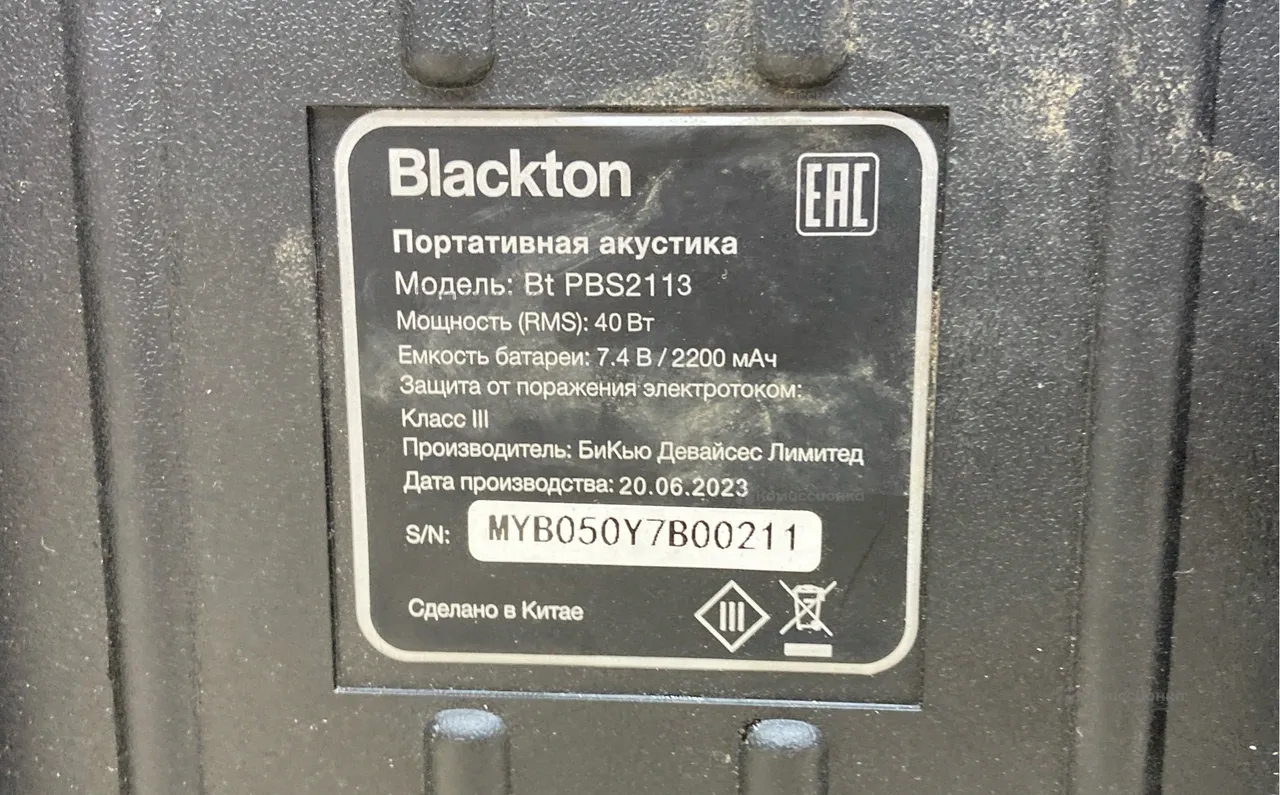 Blackton
EAC
Портативная акустика
Модель: Bt PBS2113
Мощность (RMS): 40 Вт
Емкость батареи: 7.4 В / 2200 мАч
Защита от поражения электротоком:
Класс III
Производитель: БиКью Девайсес Лимитед
Дата производства: 20.06.2023
Комиссионка
S/N: MYB050Y7B00211
Сделано в Китае
III